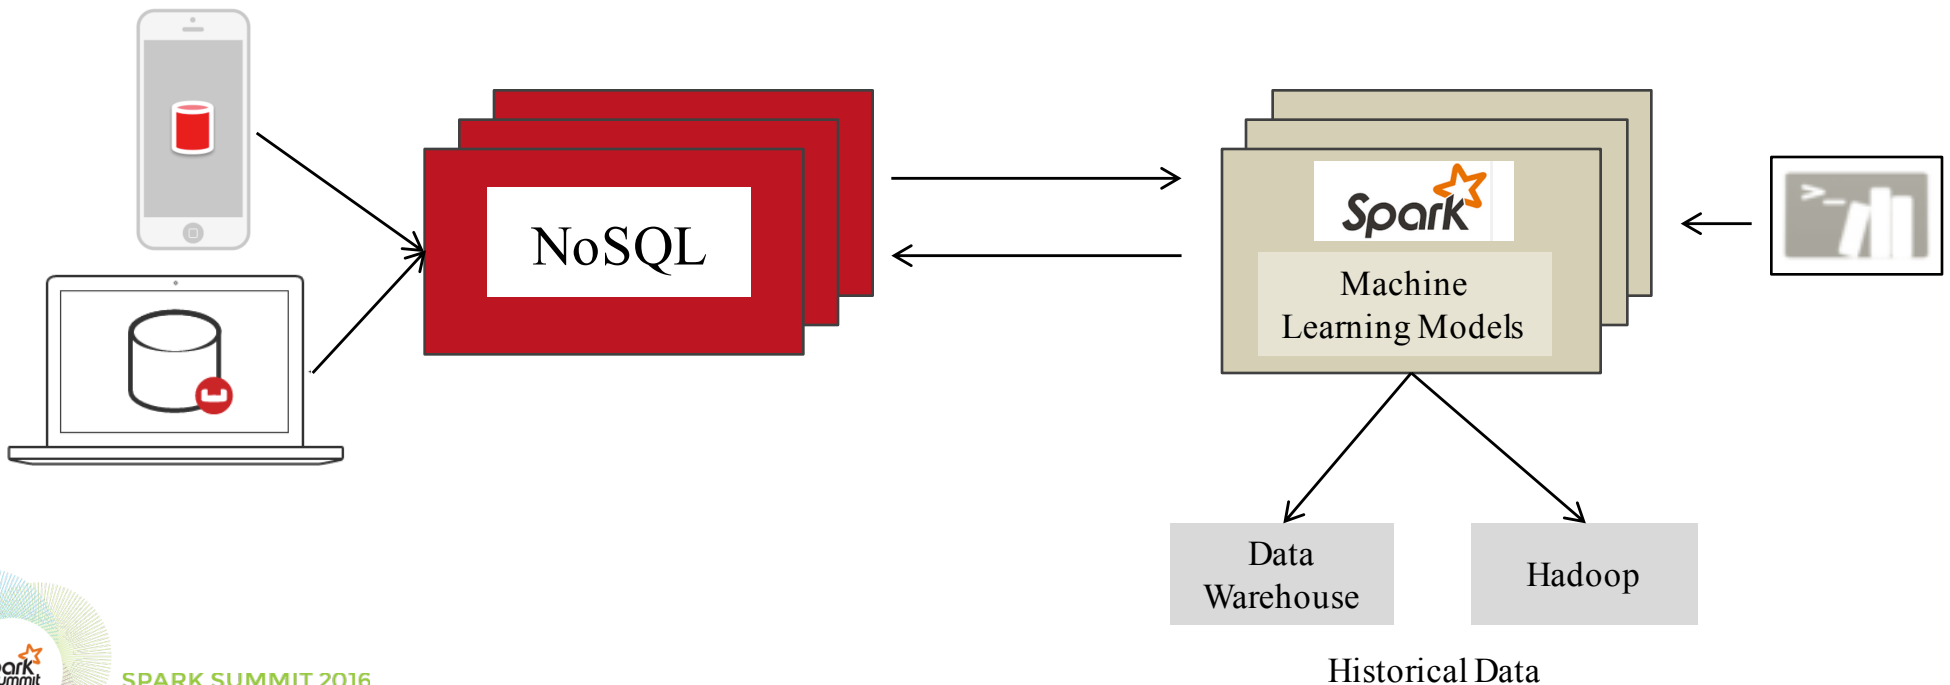 NoSQL
Spark
Machine
Learning Models
>_
Data
Warehouse
Hadoop
Historical Data
SPARK SUMMIT 2016